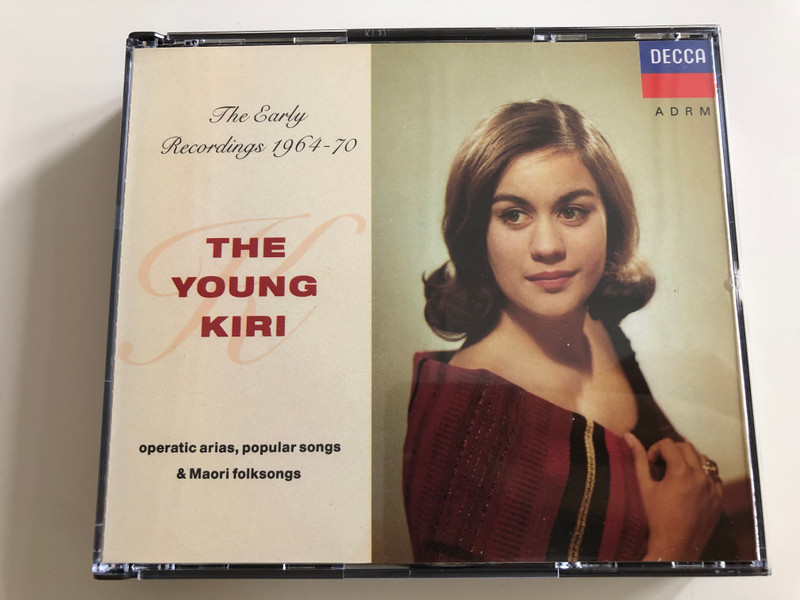 The Early
Recordings 1964-70
K
THE
YOUNG
KIRI
operatic arias, popular songs
& Maori folksongs
DECCA
ADRM